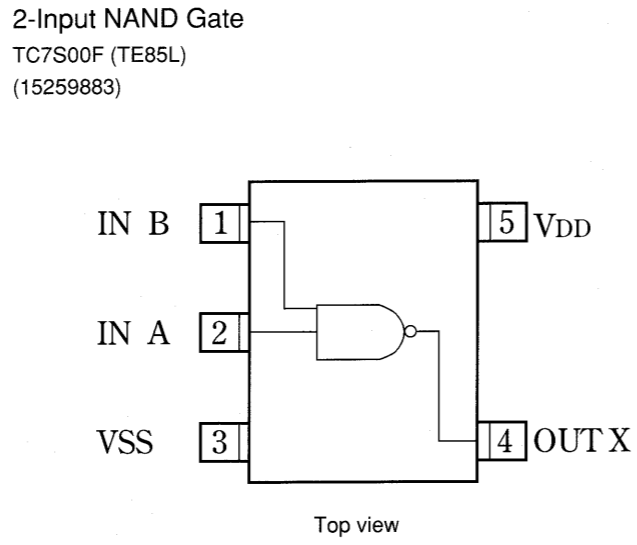 2-Input NAND Gate
TC7S00F (TE85L)
(15259883)
IN B 1
5 VDD
IN A 2
VSS 3
4 OUT X
Top view